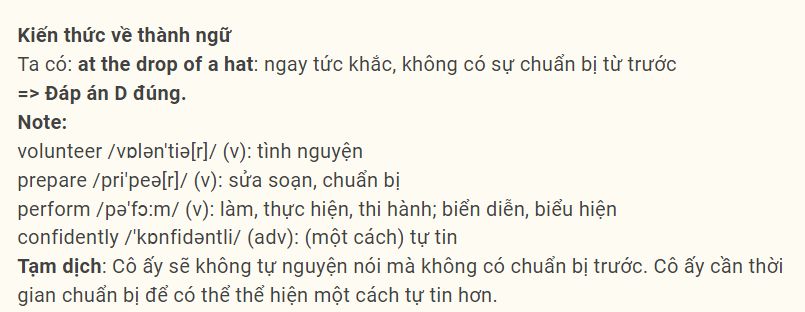 Kiến thức về thành ngữ
Ta có: at the drop of a hat: ngay tức khắc, không có sự chuẩn bị từ trước
=> Đáp án D đúng.
Note:
volunteer /vɒlən'tiə[r]/ (v): tình nguyện
prepare /pri'peə[r]/ (v): sửa soạn, chuẩn bị
perform /pə'fɔ:m/ (v): làm, thực hiện, thi hành; biển diễn, biểu hiện
confidently /'kɒnfidəntli/ (adv): (một cách) tự tin
Tạm dịch: Cô ấy sẽ không tự nguyện nói mà không có chuẩn bị trước. Cô ấy cần thời
gian chuẩn bị để có thể thể hiện một cách tự tin hơn.